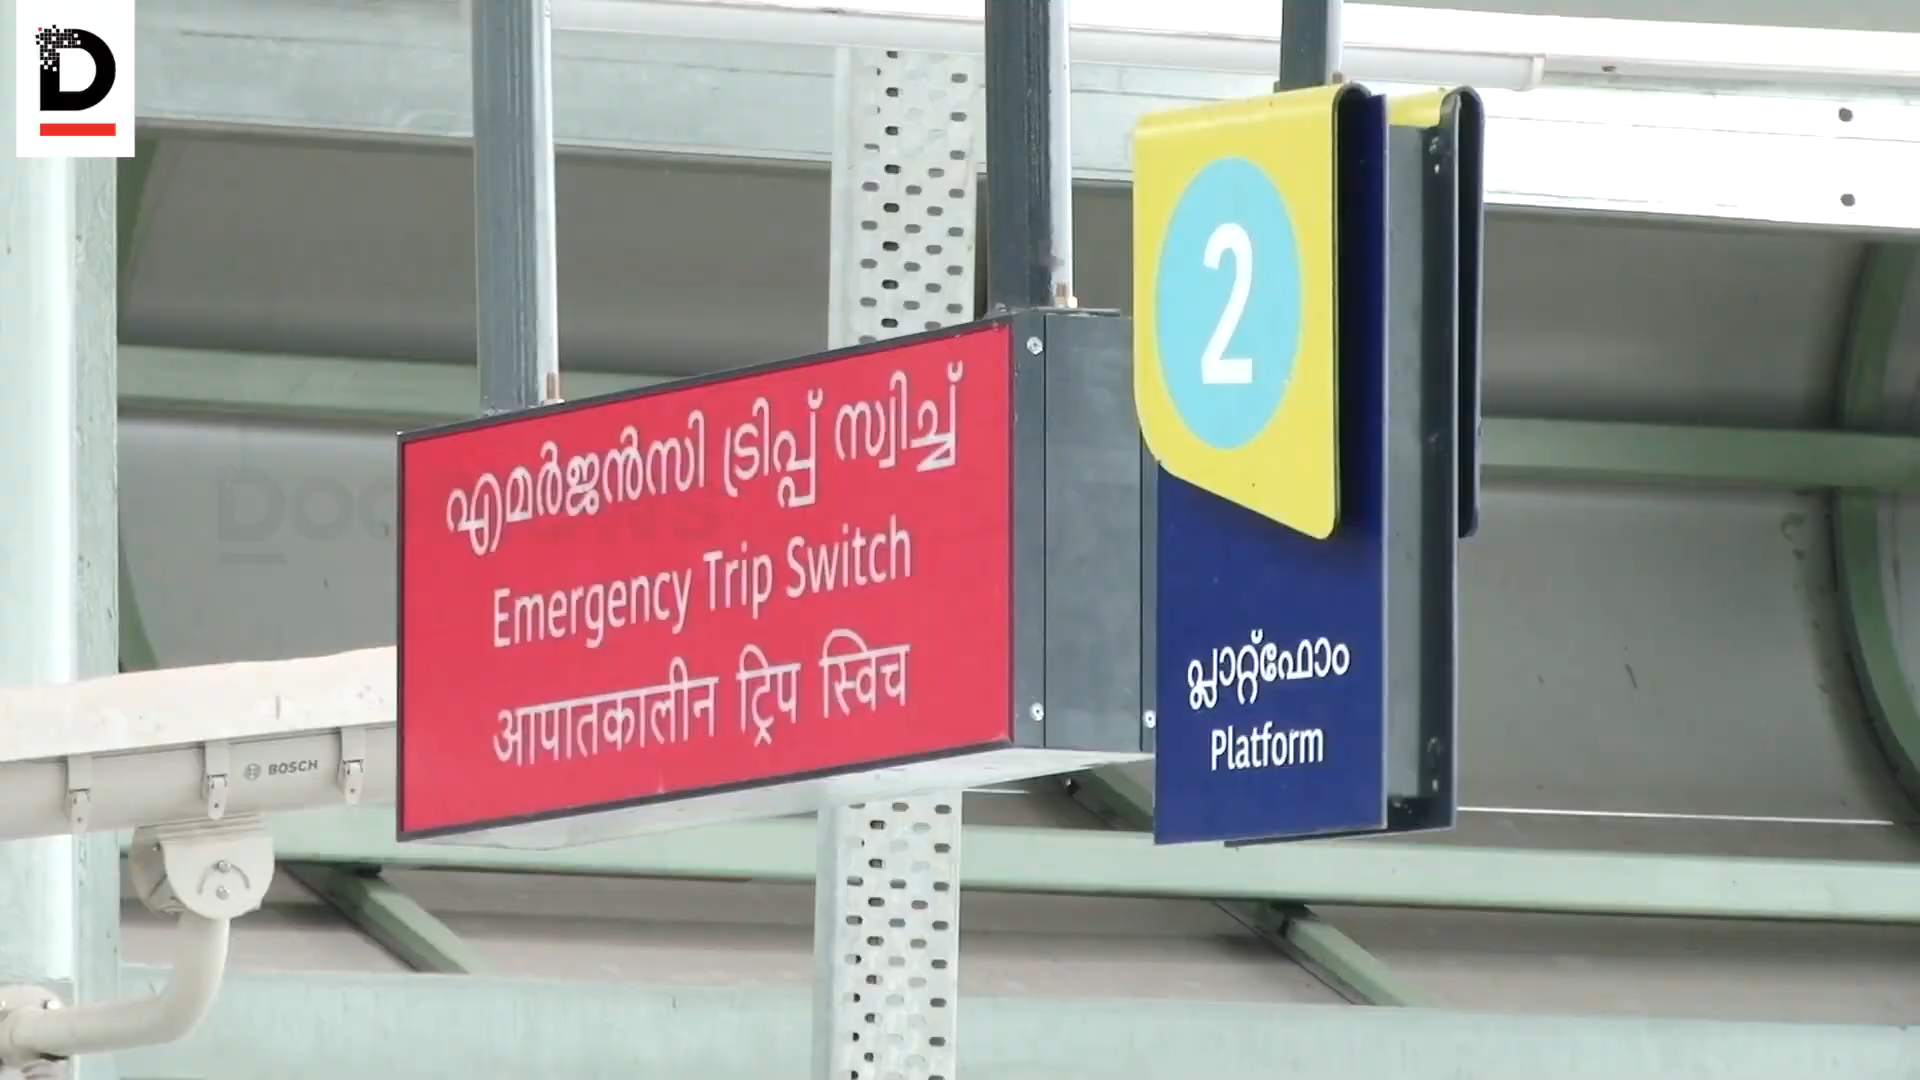 D
എമർജൻസി ട്രിപ്പ് സ്വിച്ച്
Emergency Trip Switch
आपातकालीन ट्रिप स्विच
2
പ്ലാറ്റ്ഫോം
Platform
BOSCH